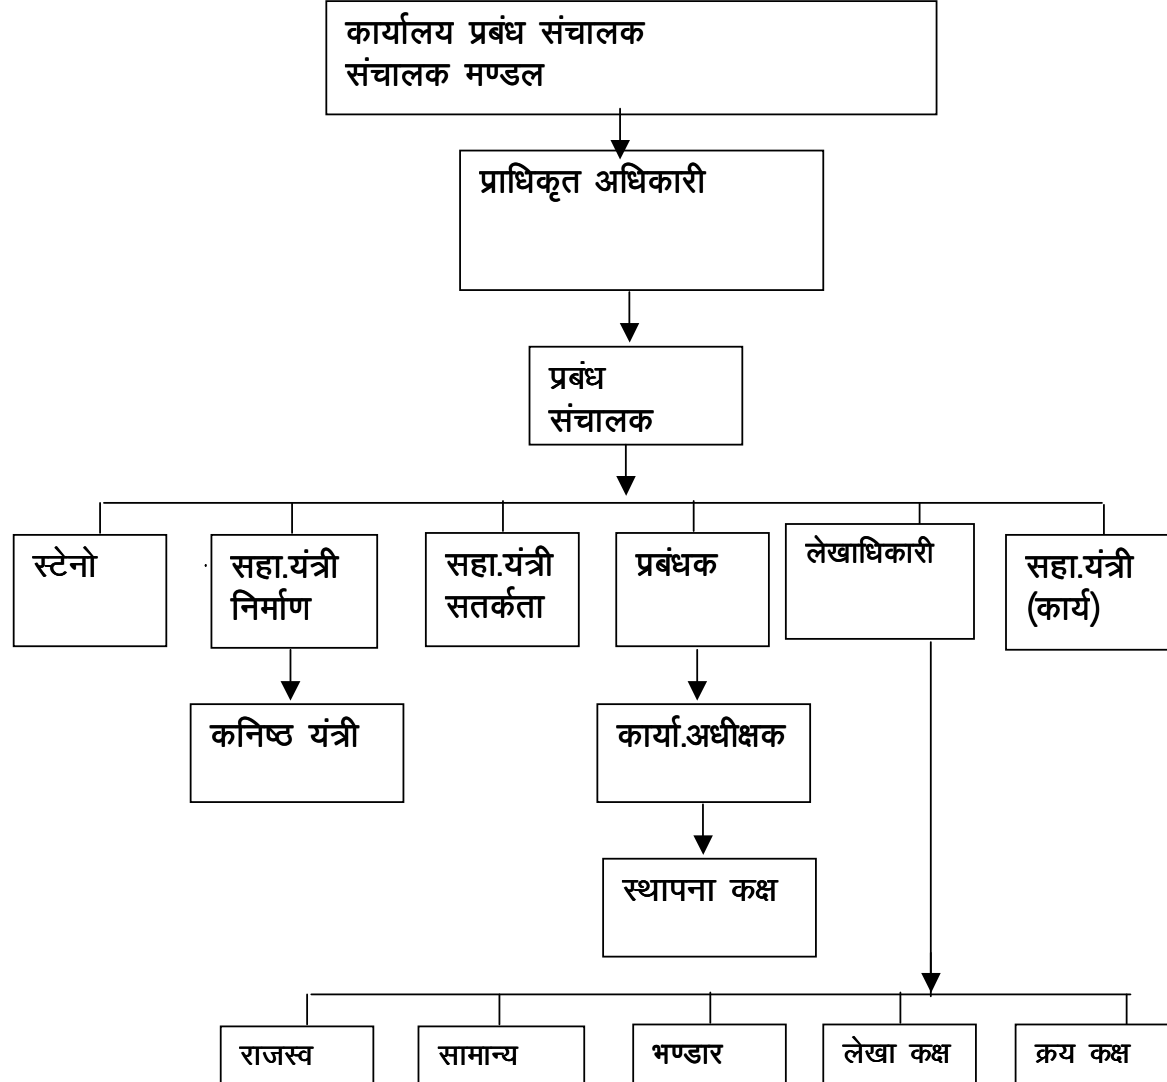 कार्यालय प्रबंध संचालक
संचालक मण्डल
प्राधिकृत अधिकारी
प्रबंध
संचालक
स्टेनो
सहा.यंत्री
निर्माण
सहा.यंत्री
सतर्कता
प्रबंधक
लेखाधिकारी
सहा.यंत्री
(कार्य)
कनिष्ठ यंत्री
कार्या.अधीक्षक
स्थापना कक्ष
राजस्व
सामान्य
भण्डार
लेखा कक्ष
क्रय कक्ष